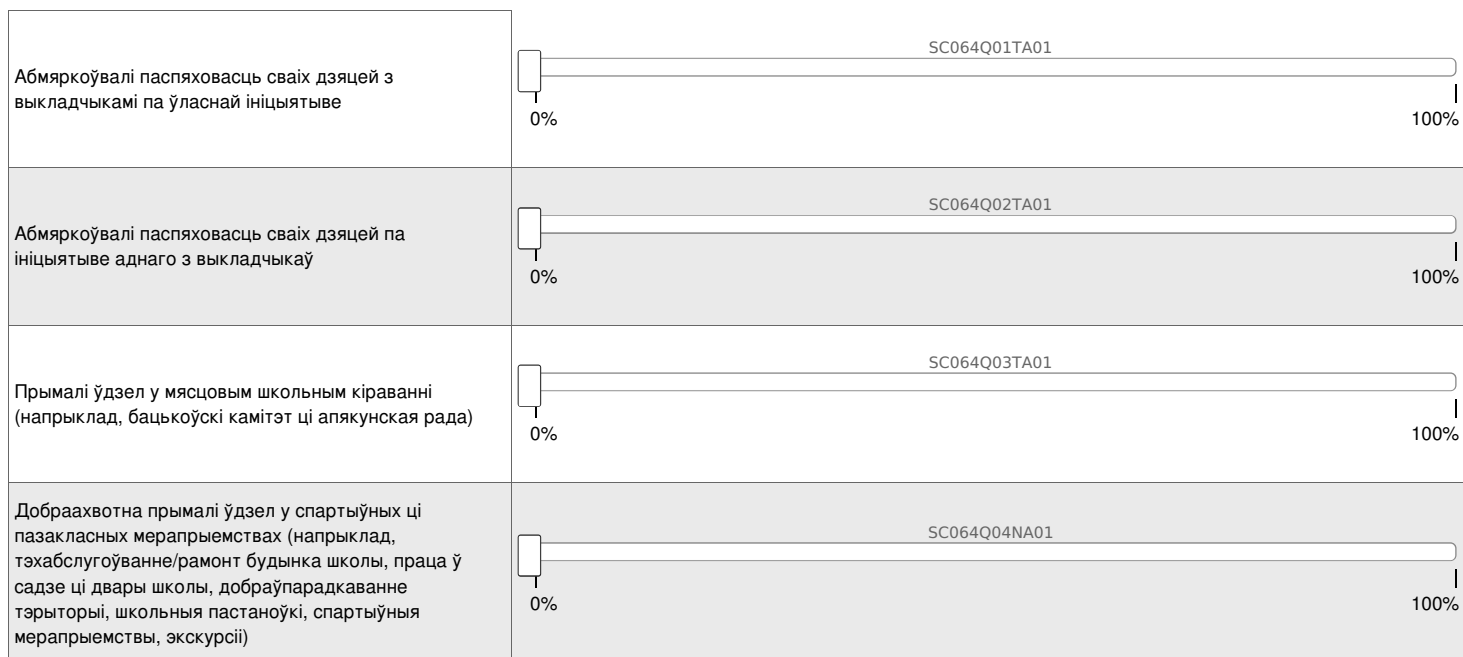 Абмяркоўвалі паспяховасць сваіх дзяцей з
выкладчыкамі па ўласнай ініцыятыве
SC064Q01TA01
0%
100%
Абмяркоўвалі паспяховасць сваіх дзяцей па
ініцыятыве аднаго з выкладчыкаў
SC064Q02TA01
0%
100%
Прымалі ўдзел у мясцовым школьным кіраванні
(напрыклад, бацькоўскі камітэт ці апякунская рада)
SC064Q03TA01
0%
100%
Добраахвотна прымалі ўдзел у спартыўных ці
пазакласных мерапрыемствах (напрыклад,
тэхабслугоўванне/рамонт будынка школы, праца ў
садзе ці двары школы, добраўпарадкаванне
тэрыторыі, школьныя пастаноўкі, спартыўныя
мерапрыемствы, экскурсіі)
SC064Q04NA01
0%
100%